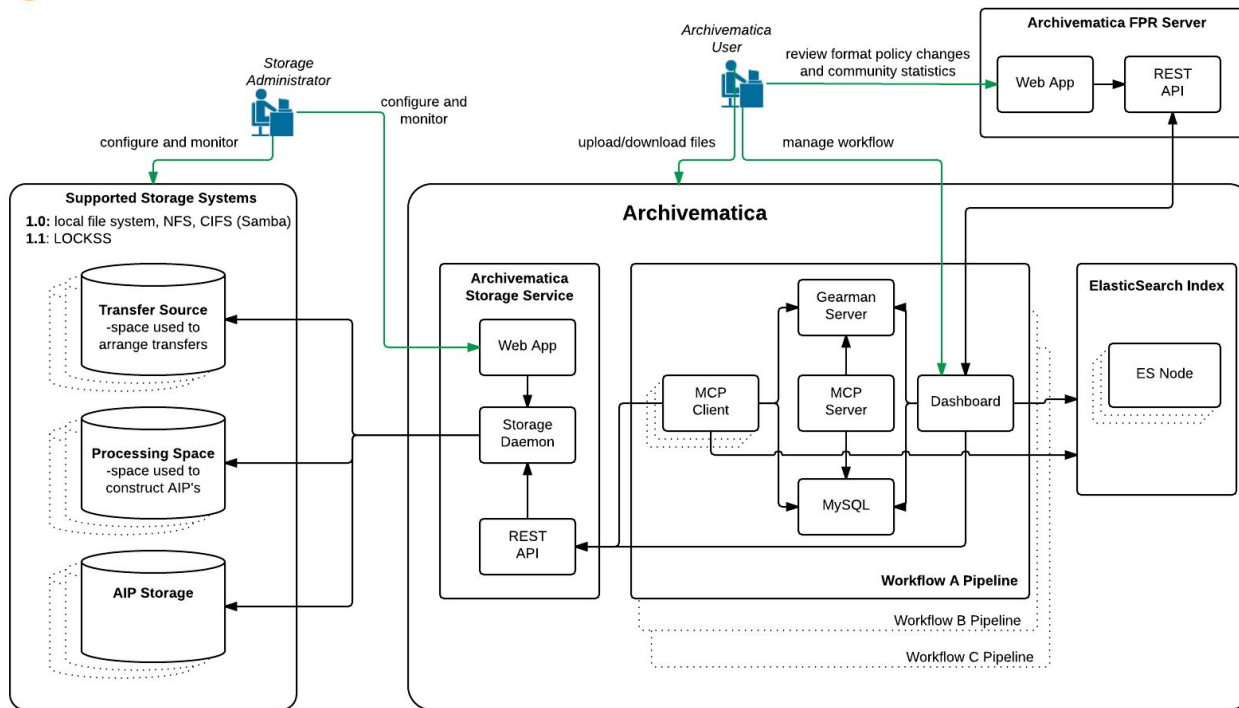 Archivematica FPR Server
Web App
REST
API
Archivematica
User
review format policy changes
and community statistics
Storage
Administrator
configure and
monitor
configure and monitor
upload/download files
manage workflow
Supported Storage Systems
1.0: local file system, NFS, CIFS (Samba)
1.1: LOCKSS
Transfer Source
-space used to
arrange transfers
Processing Space
-space used to
construct AIP's
AIP Storage
Archivematica
Archivematica
Storage Service
Web App
Storage
Daemon
REST
API
Gearman
Server
MCP
Client
MCP
Server
Dashboard
MySQL
Workflow A Pipeline
Workflow B Pipeline
Workflow C Pipeline
ElasticSearch Index
ES Node